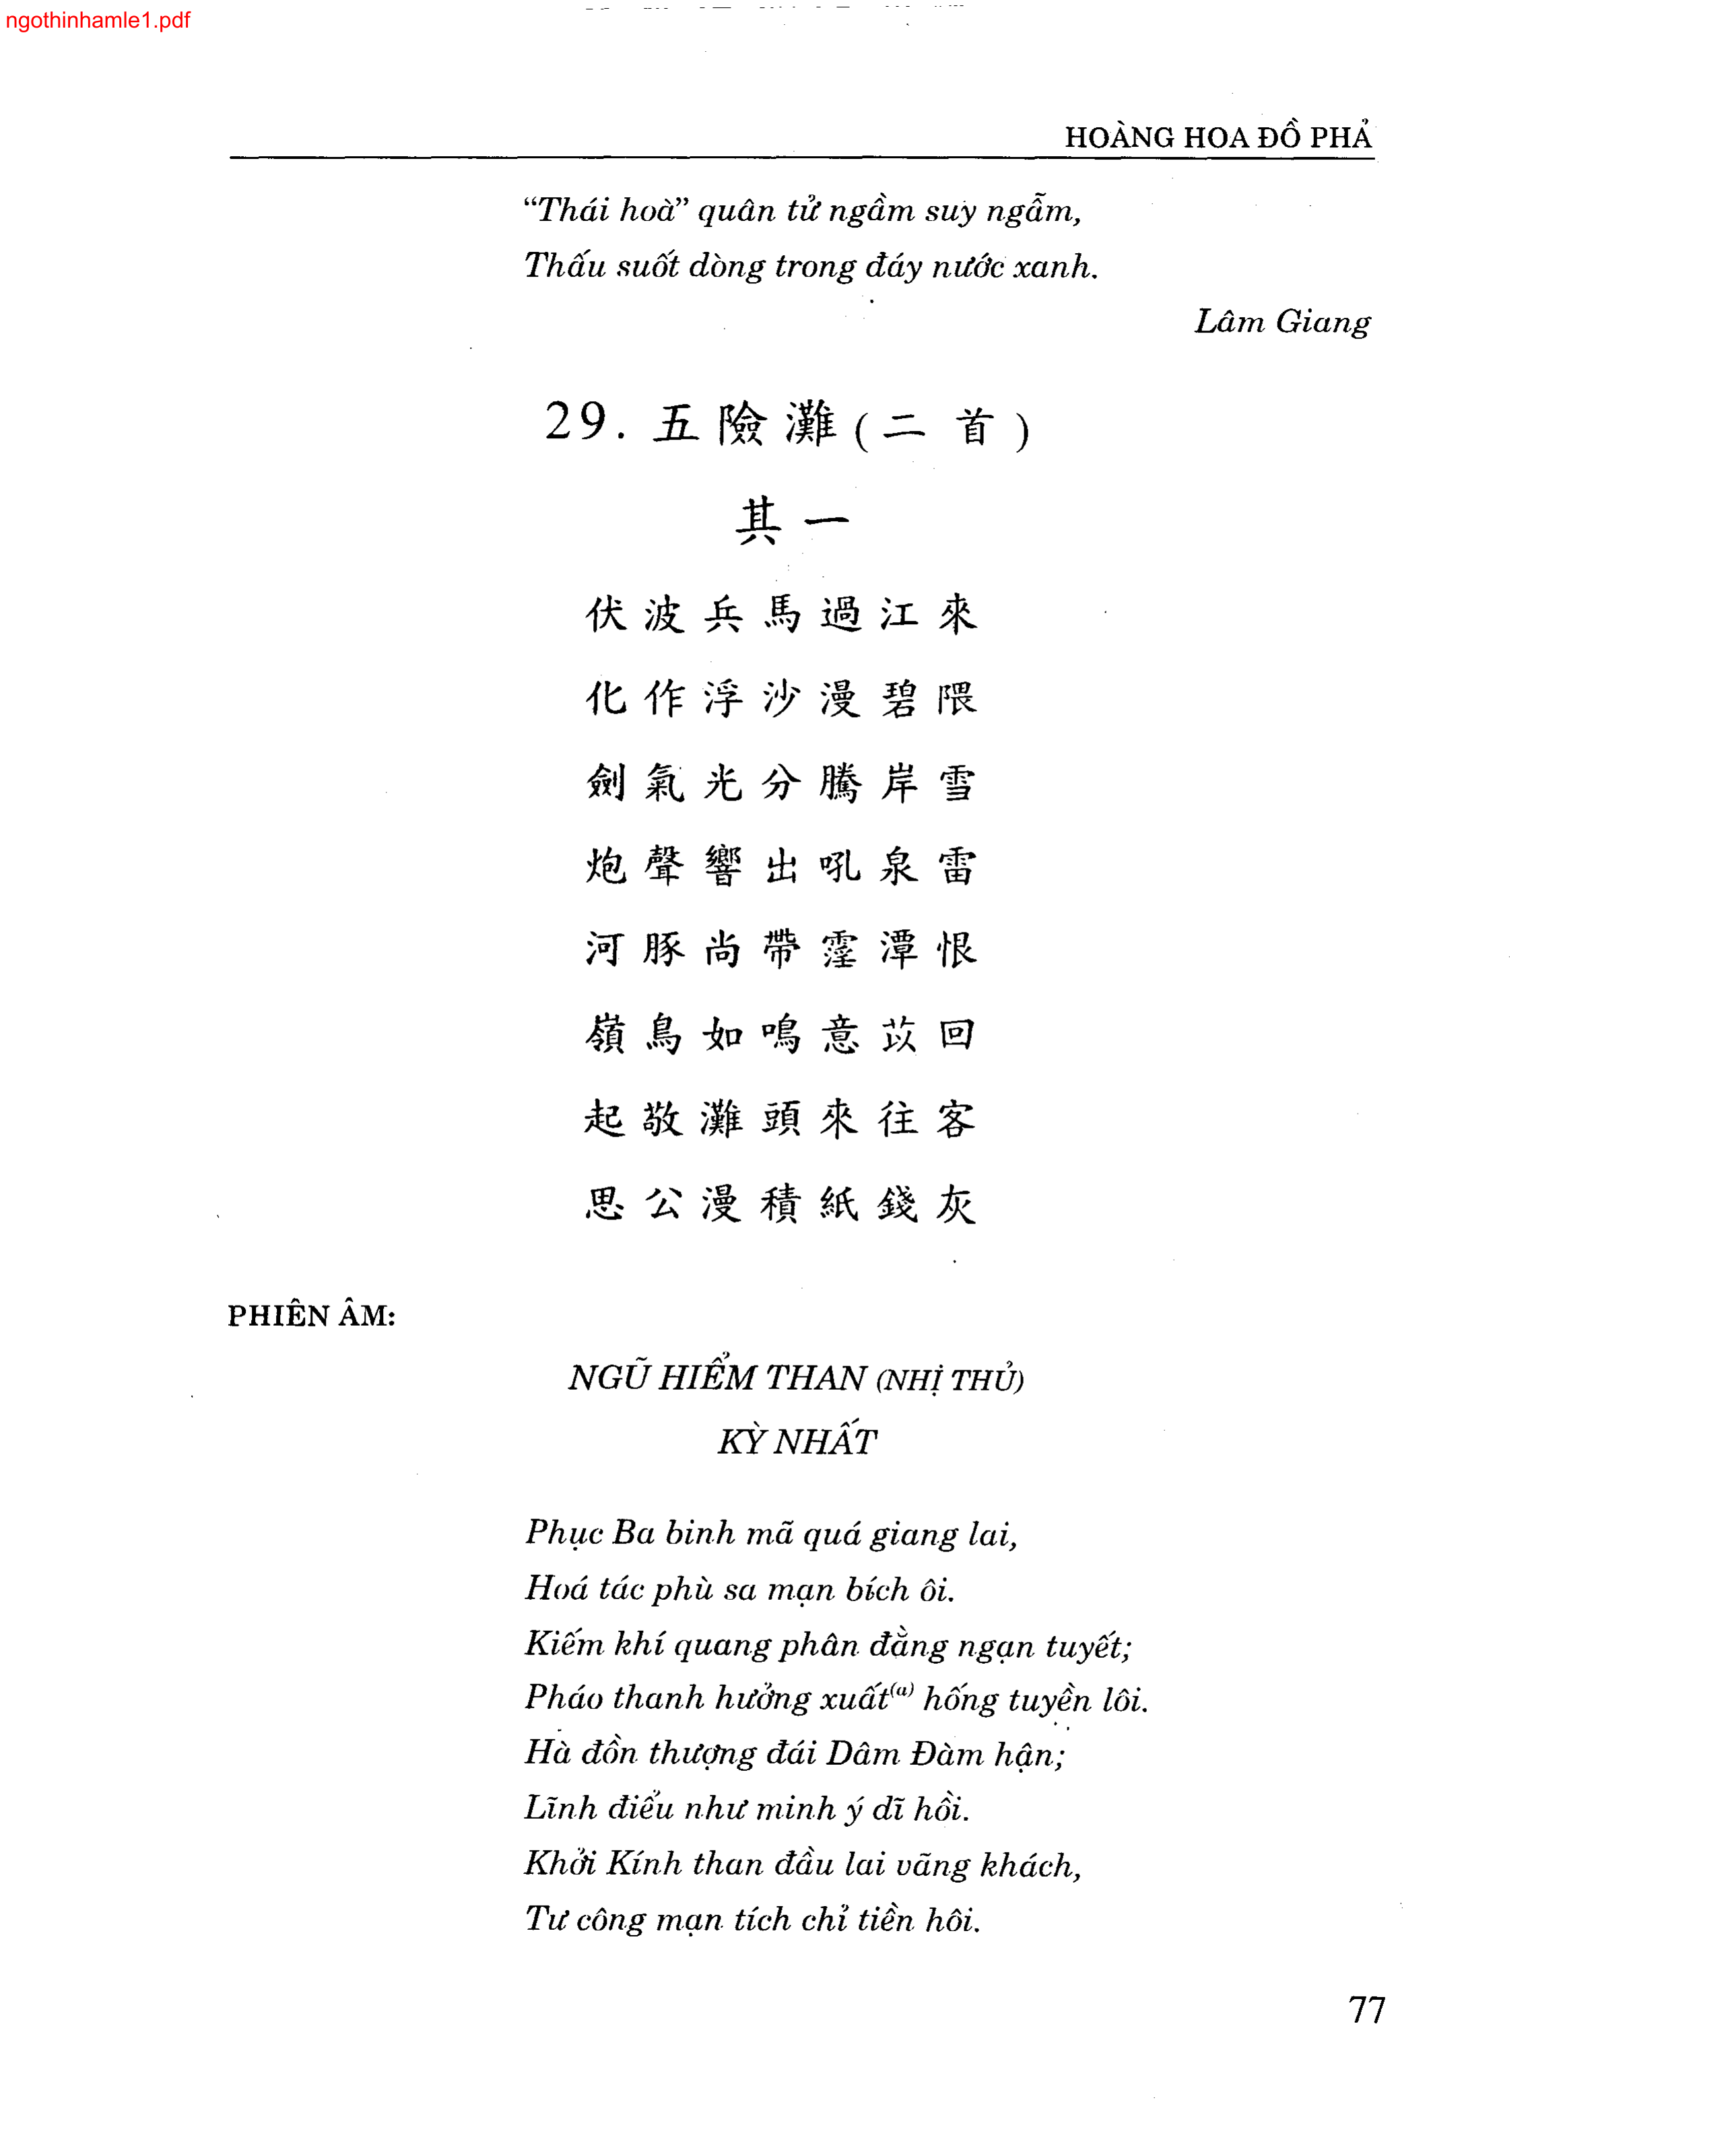 ngothinhamle1.pdf
HOÀNG HOA ĐỒ PHẢ
“Thái hoà” quân tử ngầm suy ngẫm,
Thấu suốt dòng trong đáy nước xanh.
Lâm Giang
29. 五險灘(二首)
其一
伏波兵馬過江來
化作浮沙漫碧隈
劍氣光分騰岸雪
炮聲響出吼泉雷
河豚尚帶霪潭恨
嶺鳥如鳴意苡回
起敬灘頭來往客
思公漫積紙錢灰
PHIÊN ÂM:
NGŨ HIỂM THAN (NHỊ THỦ)
KỲ NHẤT
Phục Ba binh mã quá giang lai,
Hoá tác phù sa mạn bích ôi.
Kiếm khí quang phân đằng ngạn tuyết;
Pháo thanh hưởng xuất(a) hống tuyền lôi.
Hà đồn thượng đái Dâm Đàm hận;
Lĩnh điểu như minh ý dĩ hồi.
Khởi Kính than đầu lai vãng khách,
Tư công mạn tích chỉ tiền hôi.
77